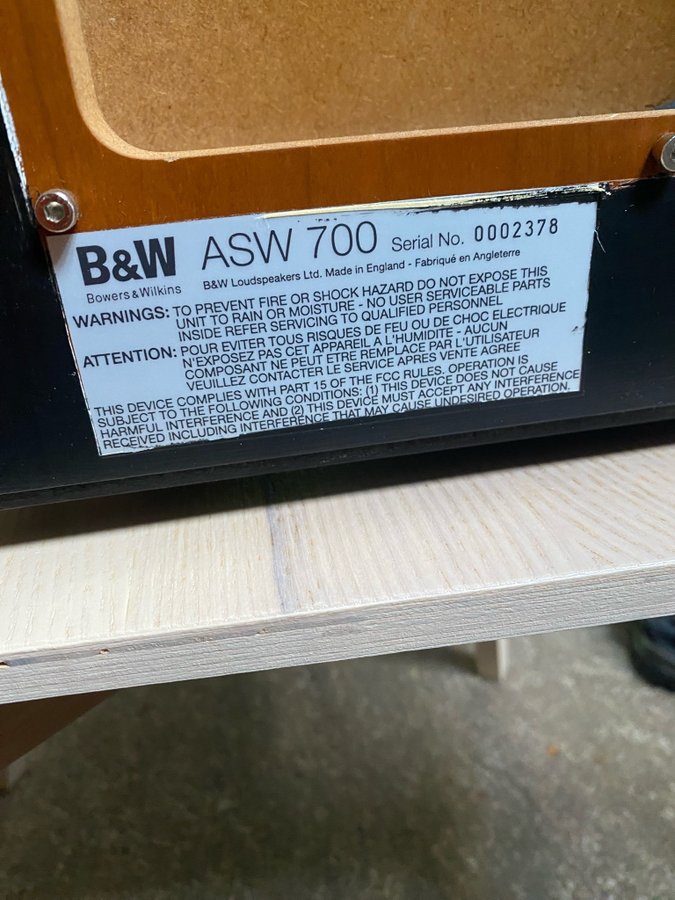 B&W ASW 700 Serial No. 0002378
Bowers & Wilkins B&W Loudspeakers Ltd. Made in England - Fabriqué en Angleterre
WARNINGS: TO PREVENT FIRE OR SHOCK HAZARD DO NOT EXPOSE THIS
UNIT TO RAIN OR MOISTURE - NO USER SERVICEABLE PARTS
INSIDE REFER SERVICING TO QUALIFIED PERSONNEL
ATTENTION: POUR EVITER TOUS RISQUES DE FEU OU DE CHOC ELECTRIQUE
N'EXPOSEZ PAS CET APPAREIL A L'HUMIDITE - AUCUN
COMPOSANT NE PEUT ETRE REMPLACE PAR L'UTILISATEUR
VEUILLEZ CONTACTER LE SERVICE APRES VENTE AGREE
THIS DEVICE COMPLIES WITH PART 15 OF THE FCC RULES. OPERATION IS
SUBJECT TO THE FOLLOWING CONDITIONS: (1) THIS DEVICE DOES NOT CAUSE
HARMFUL INTERFERENCE AND (2) THIS DEVICE MUST ACCEPT ANY INTERFERENCE
RECEIVED INCLUDING INTERFERENCE THAT MAY CAUSE UNDESIRED OPERATION.